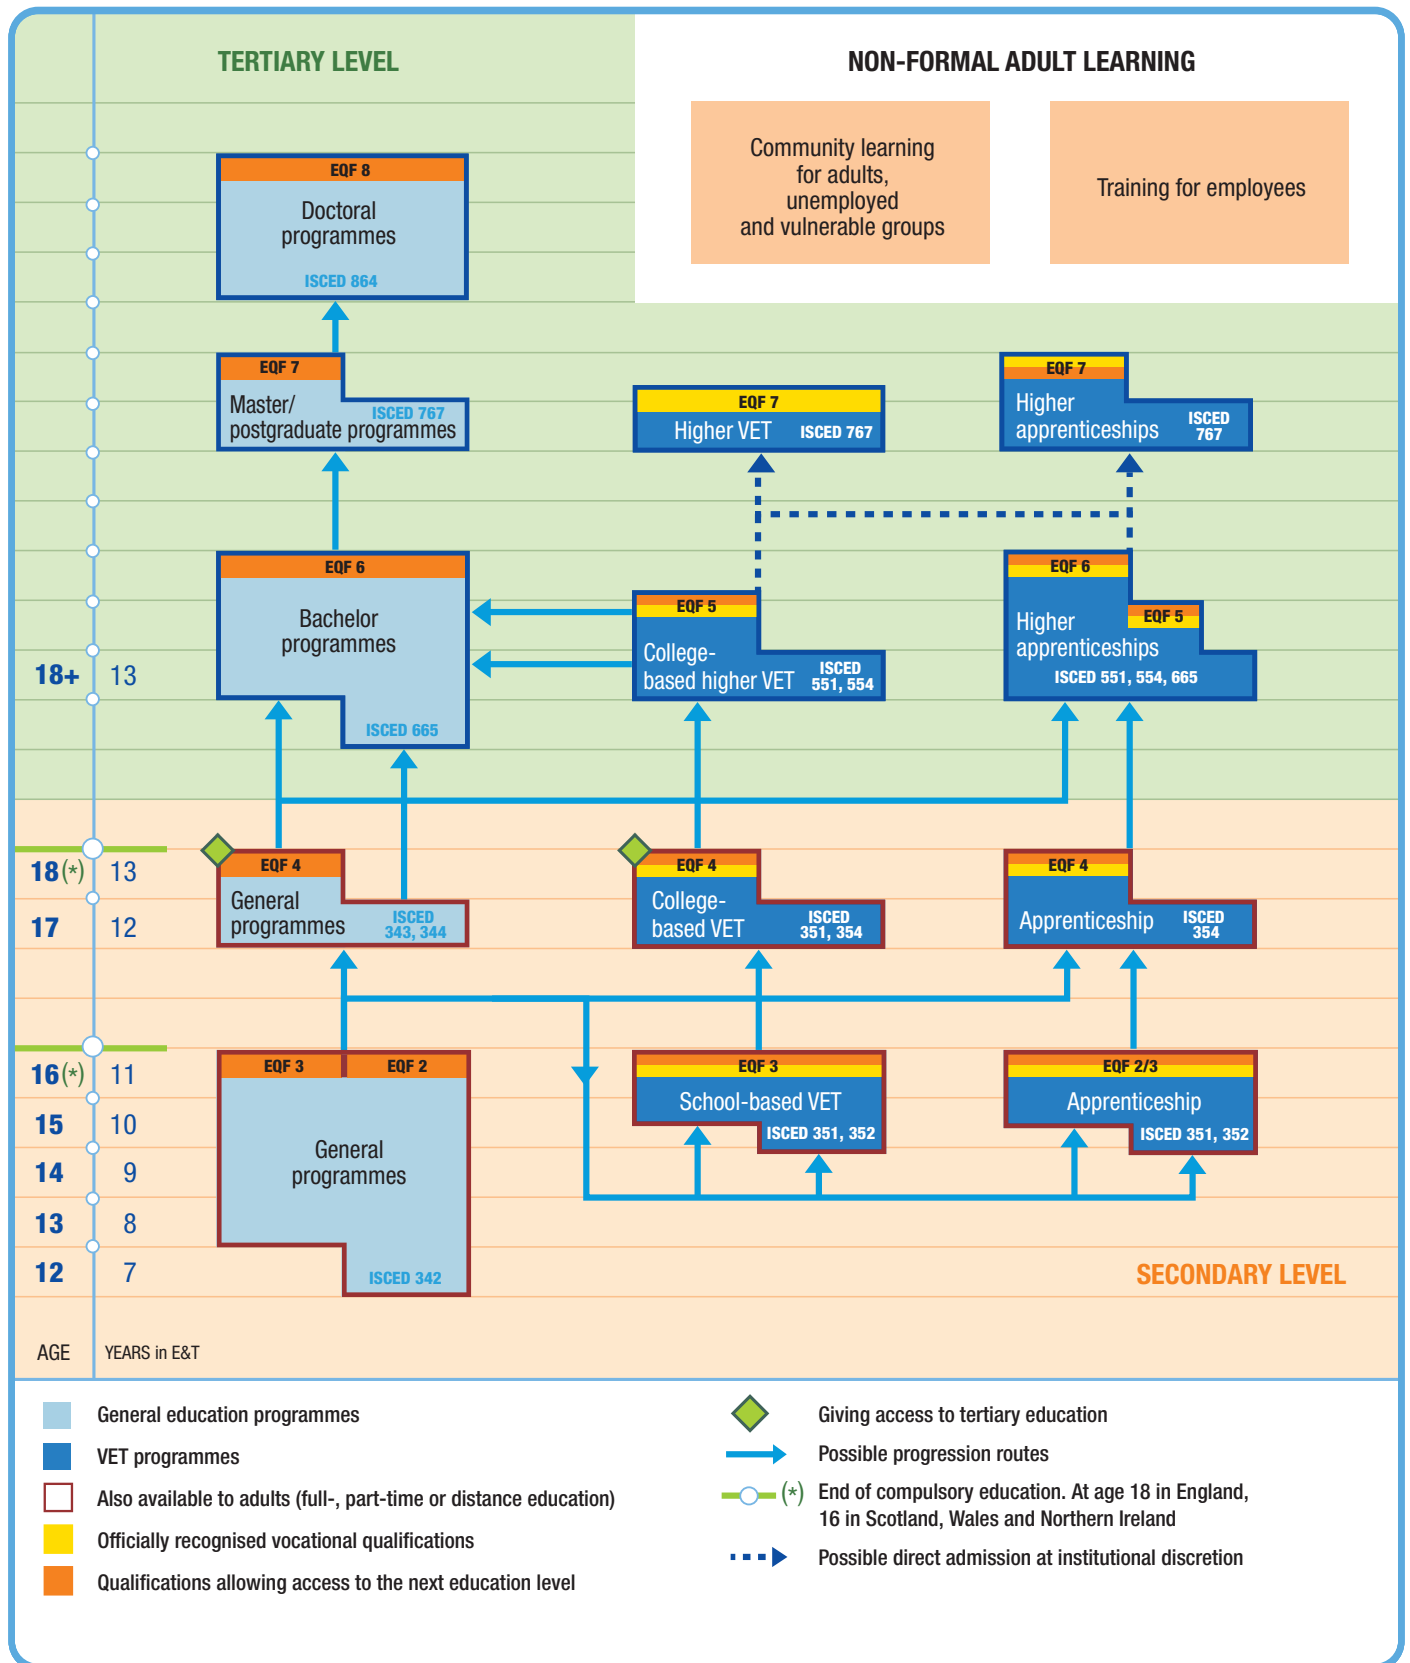 TERTIARY LEVEL
NON-FORMAL ADULT LEARNING
Community learning
for adults,
unemployed
and vulnerable groups
Training for employees
EQF 8
Doctoral
programmes
ISCED 864
EQF 7
Master/
postgraduate programmes
ISCED 767
EQF 7
Higher VET
ISCED 767
EQF 7
Higher
apprenticeships
ISCED
767
EQF 6
Bachelor
programmes
ISCED 665
EQF 5
College-
based higher VET
ISCED
551, 554
EQF 6
EQF 5
Higher
apprenticeships
ISCED 551, 554, 665
18+ 13
18(*) 13
17 12
EQF 4
General
programmes
ISCED
343, 344
EQF 4
College-
based VET
ISCED
351, 354
EQF 4
Apprenticeship
ISCED
354
16(*) 11
15 10
14 9
13 8
12 7
EQF 3
EQF 2
General
programmes
ISCED 342
EQF 3
School-based VET
ISCED 351, 352
EQF 2/3
Apprenticeship
ISCED 351, 352
SECONDARY LEVEL
AGE
YEARS in E&T
General education programmes
VET programmes
Also available to adults (full-, part-time or distance education)
Officially recognised vocational qualifications
Qualifications allowing access to the next education level
Giving access to tertiary education
Possible progression routes
(*) End of compulsory education. At age 18 in England,
16 in Scotland, Wales and Northern Ireland
Possible direct admission at institutional discretion